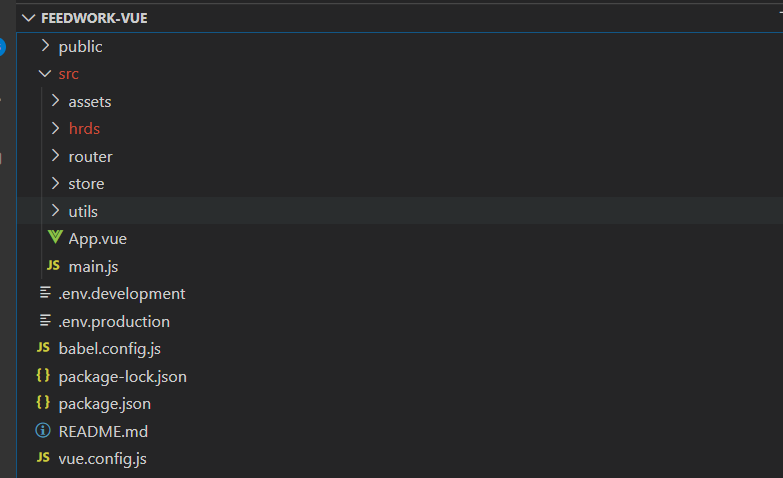 FEEDWORK-VUE
public
src
assets
hrds
router
store
utils
App.vue
JS main.js
.env.development
.env.production
JS babel.config.js
{} package-lock.json
{} package.json
README.md
JS vue.config.js